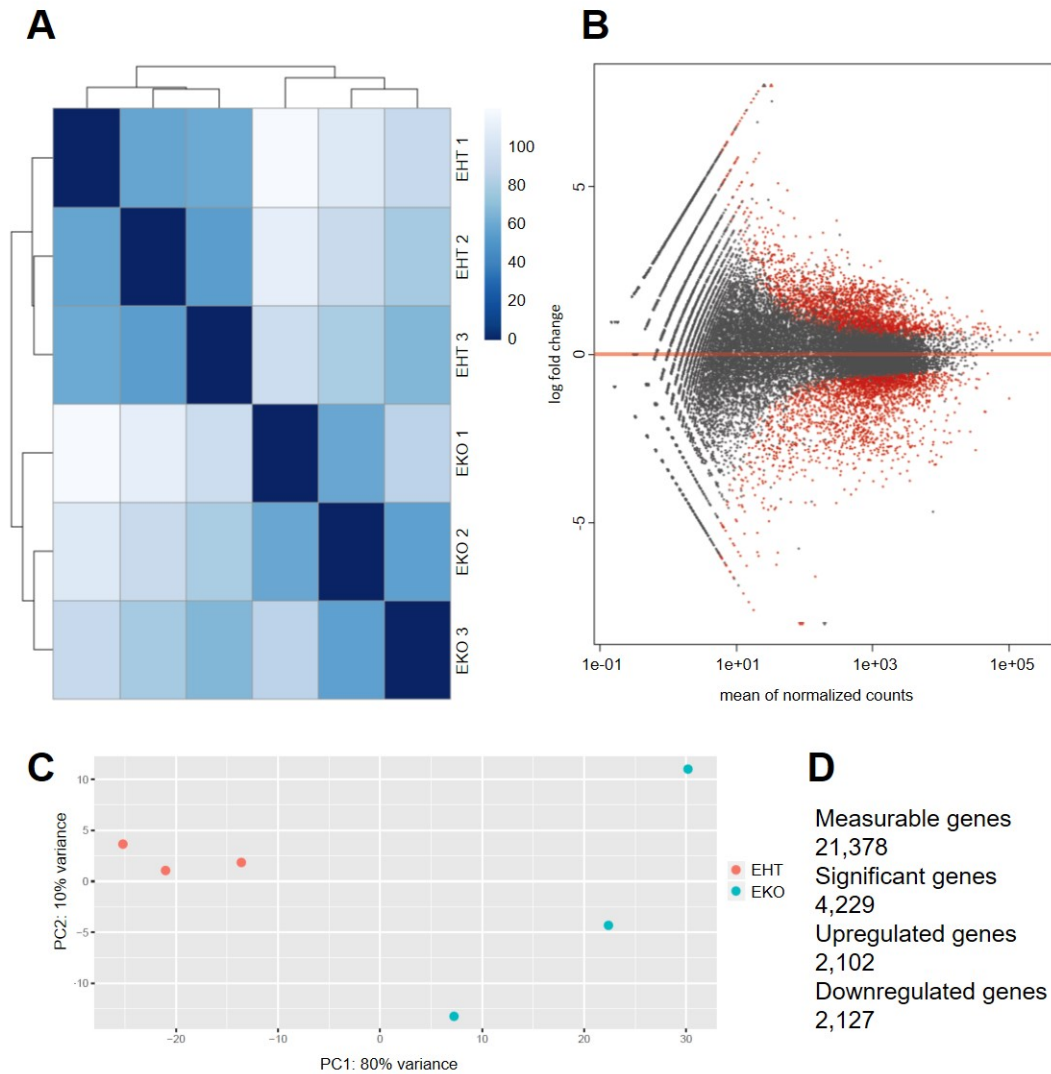 A
100
80
60
40
20
0
EHT 1
EHT 2
EHT 3
EKO 1
EKO 2
EKO 3
B
log fold change
5
0
-5
1e-01
1e+01
1e+03
1e+05
mean of normalized counts
C
PC2: 10% variance
10
5
0
−5
−10
−20
−10
0
10
20
30
PC1: 80% variance
EHT
EKO
D
Measurable genes
21,378
Significant genes
4,229
Upregulated genes
2,102
Downregulated genes
2,127